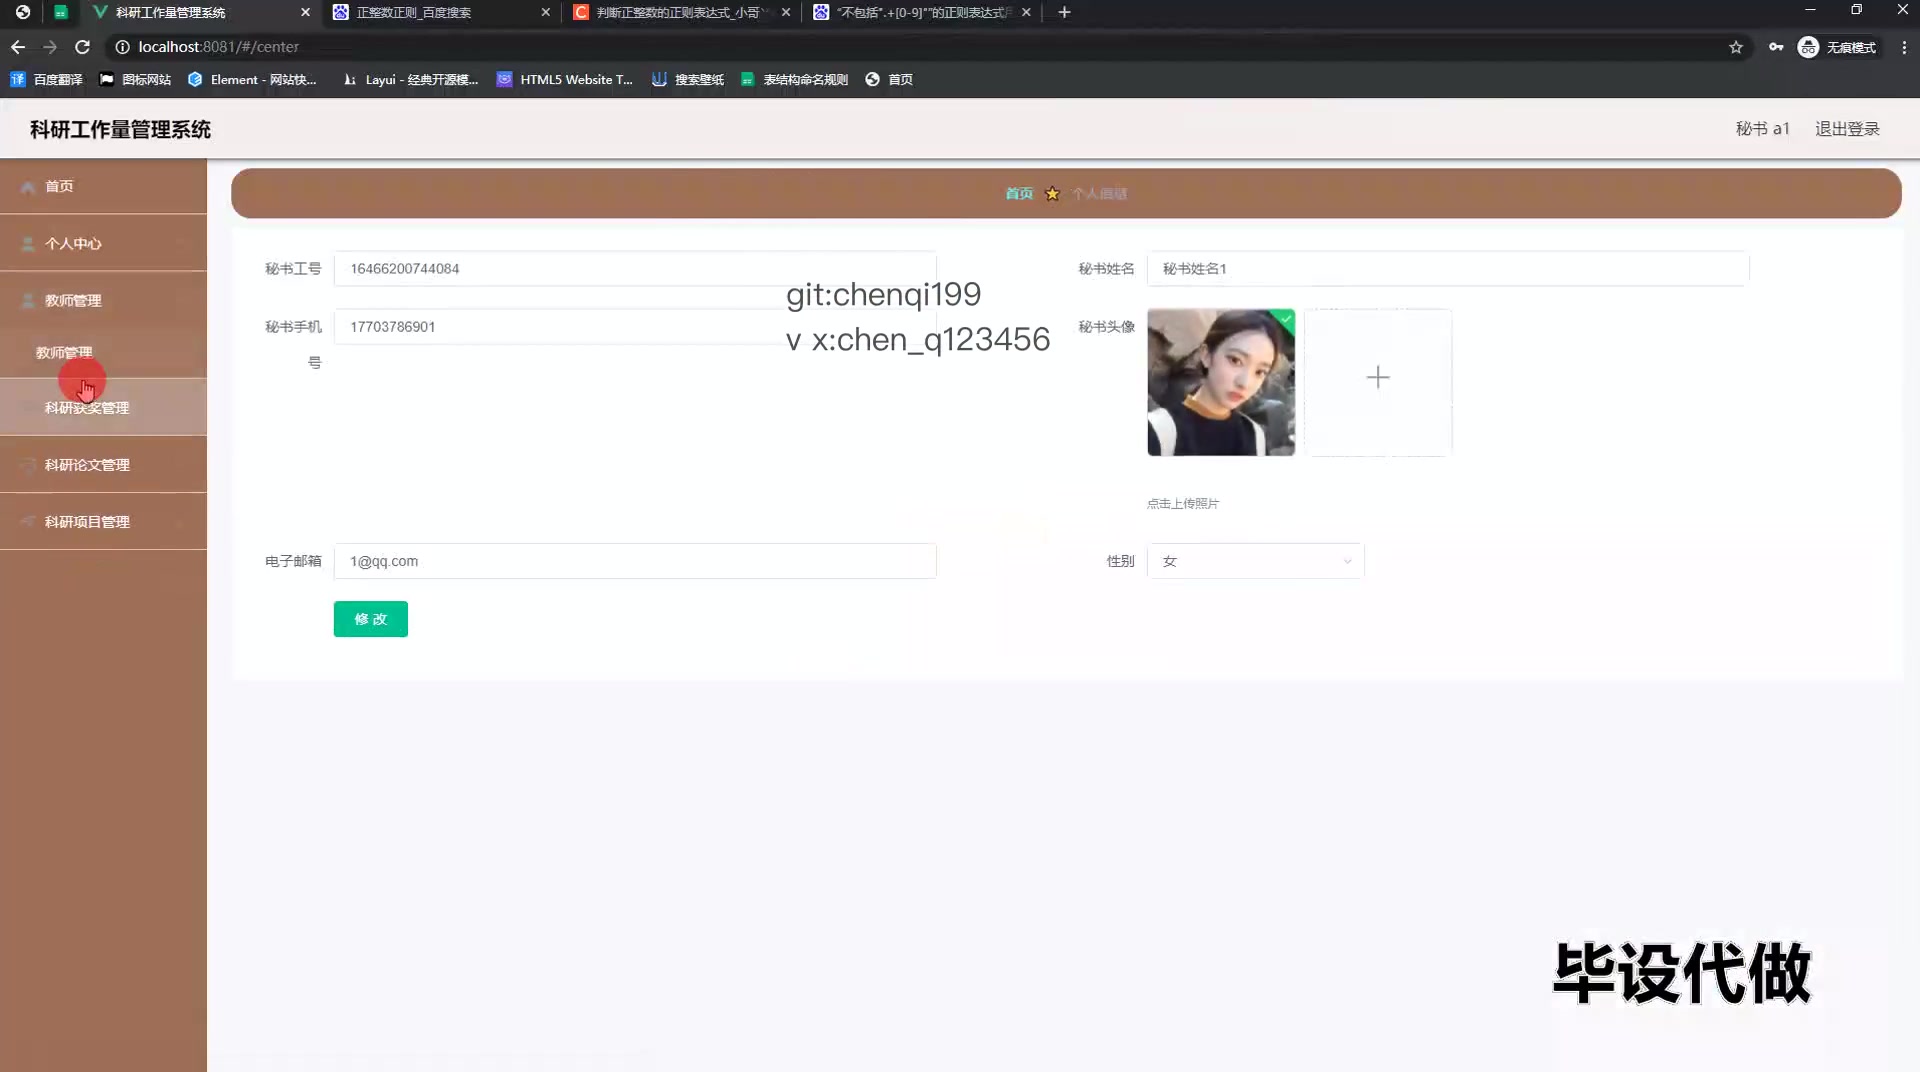 科研工作量管理系统
正整数正则_百度搜索
判断正整数的正则表达式_小哥
"不包括".+[0-9]*"的正则表达式
localhost:8081/#/center
无痕模式
百度翻译
图标网站
Element - 网站快...
Layui - 经典开源模...
HTML5 Website T...
搜索壁纸
表结构命名规则
首页
科研工作量管理系统
秘书 a1
退出登录
首页
个人中心
教师管理
教师管理
科研获奖管理
科研论文管理
科研项目管理
首页
个人信息
秘书工号
16466200744084
秘书姓名
秘书姓名1
git:chenqi199
秘书手机
号
17703786901
v x:chen_q123456
秘书头像
点击上传照片
电子邮箱
1@qq.com
性别
女
修 改
毕设代做